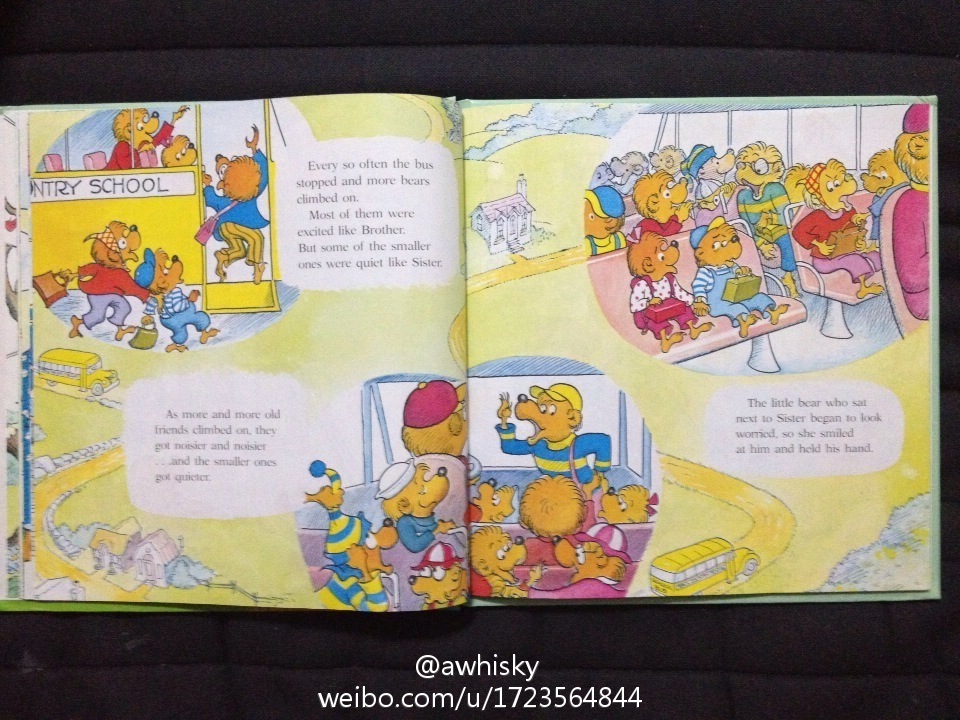 NTRY SCHOOL
Every so often the bus
stopped and more bears
climbed on.
Most of them were
excited like Brother.
But some of the smaller
ones were quiet like Sister.
As more and more old
friends climbed on, they
got noisier and noisier
. . .and the smaller ones
got quieter.
The little bear who sat
next to Sister began to look
worried, so she smiled
at him and held his hand.
@awhisky
weibo.com/u/1723564844